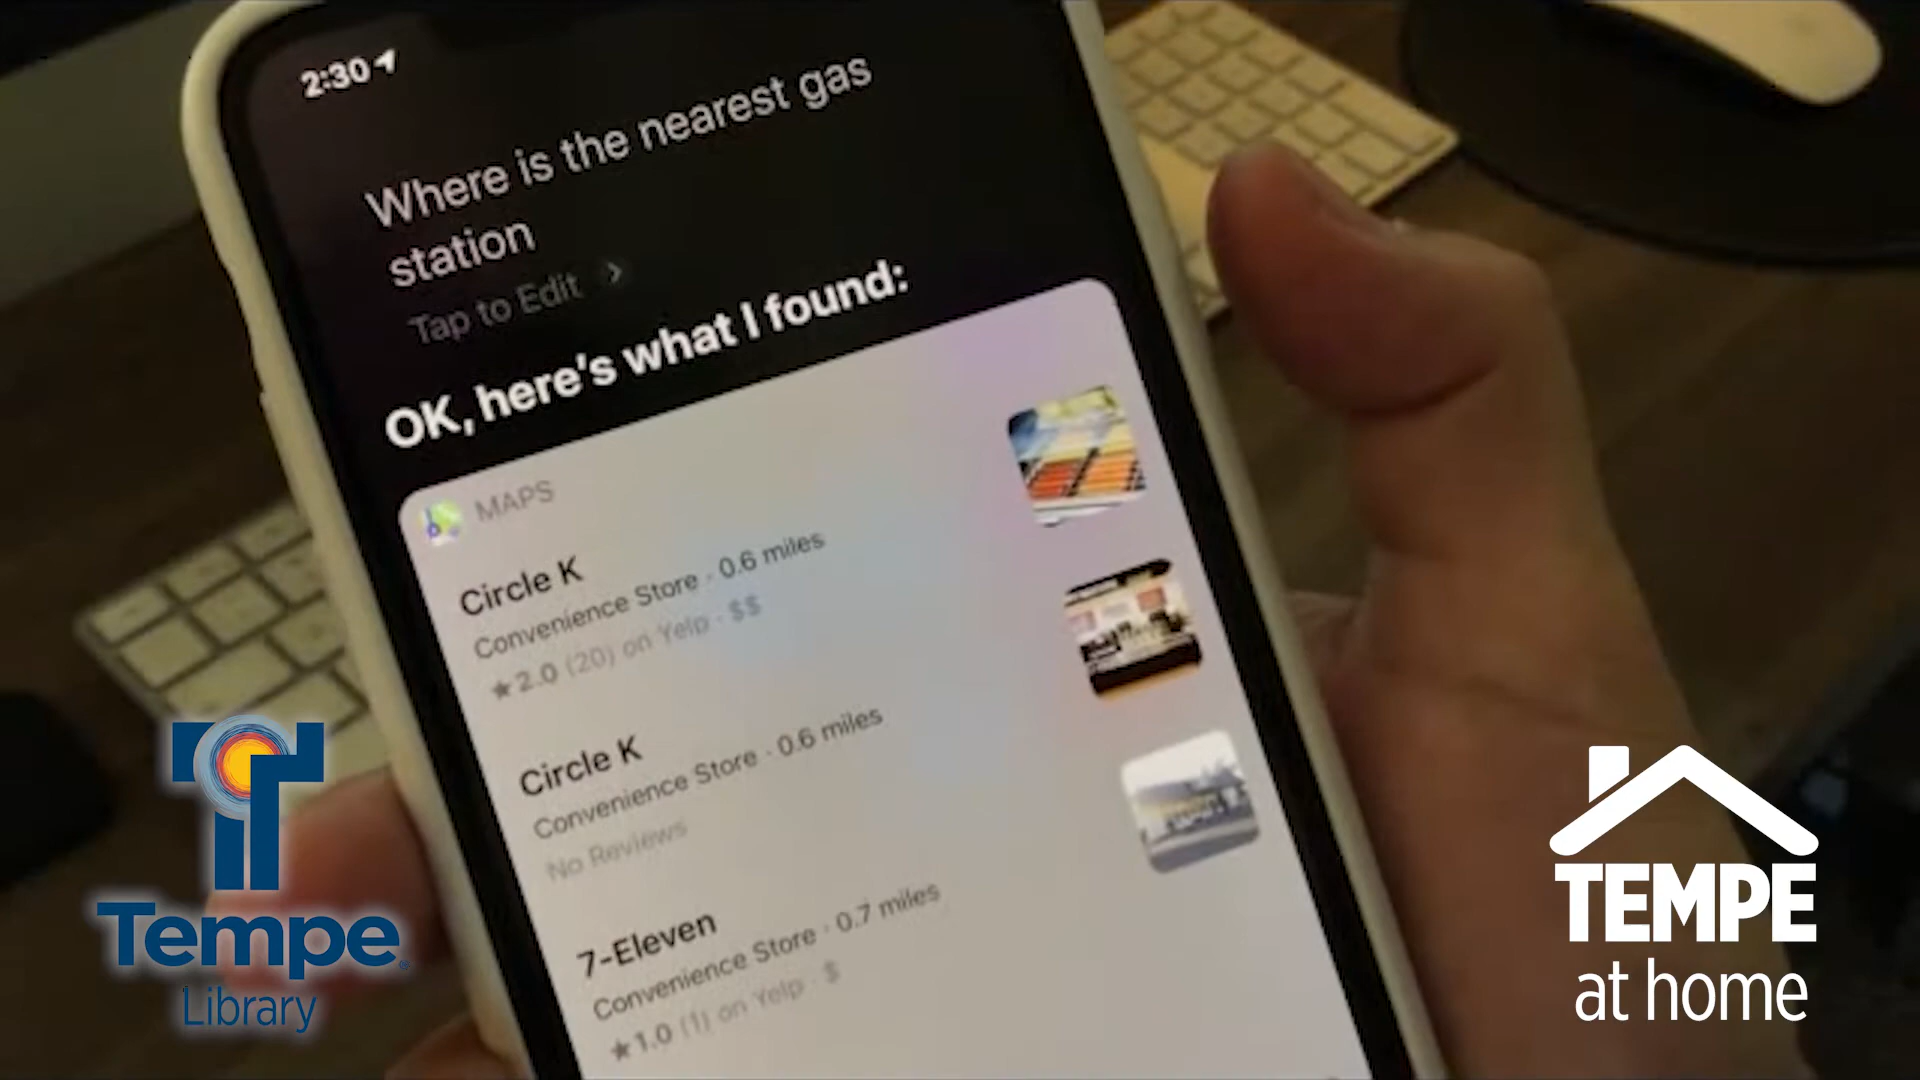 2:30
Where is the nearest gas
station
Tap to Edit >
OK, here's what I found:
MAPS
Circle K
Convenience Store · 0.6 miles
★2.0 (20) on Yelp · $$
Circle K
Convenience Store · 0.6 miles
No Reviews
7-Eleven
Convenience Store · 0.7 miles
★1.0 (1) on Yelp · $
Tempe
Library
TEMPE
at home